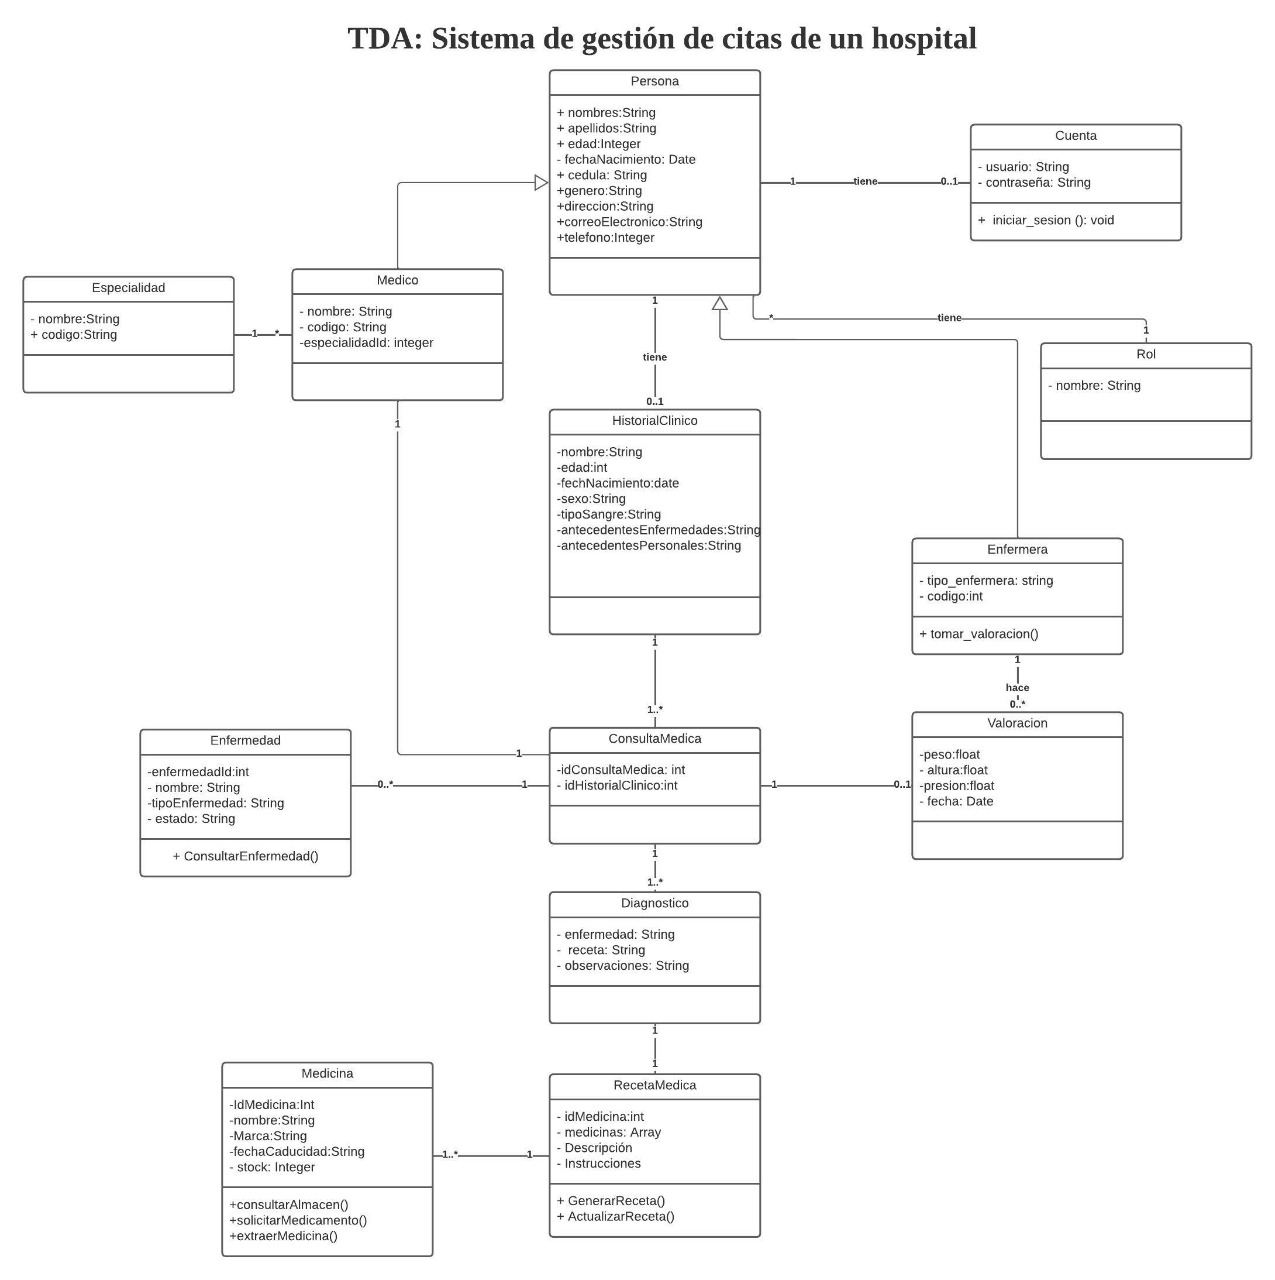 TDA: Sistema de gestión de citas de un hospital
Persona
+ nombres:String
+ apellidos:String
+ edad:Integer
- fechaNacimiento: Date
+ cedula: String
+genero:String
+direccion:String
+correoElectronico:String
+telefono:Integer
Cuenta
- usuario: String
- contraseña: String
+  iniciar_sesion (): void
1
tiene
0..1
Especialidad
- nombre:String
+ codigo:String
1
*
Medico
- nombre: String
- codigo: String
-especialidadId: integer
1
tiene
0..1
*
tiene
1
Rol
- nombre: String
1
HistorialClinico
-nombre:String
-edad:int
-fechNacimiento:date
-sexo:String
-tipoSangre:String
-antecedentesEnfermedades:String
-antecedentesPersonales:String
Enfermera
- tipo_enfermera: string
- codigo:int
+ tomar_valoracion()
1
1..*
1
hace
0..*
Enfermedad
-enfermedadId:int
- nombre: String
-tipoEnfermedad: String
- estado: String
+ ConsultarEnfermedad()
1
0..*
1
ConsultaMedica
-idConsultaMedica: int
- idHistorialClinico:int
1
0..1
Valoracion
-peso:float
- altura:float
-presion:float
- fecha: Date
1
1..*
Diagnostico
- enfermedad: String
-  receta: String
- observaciones: String
1
1
Medicina
-IdMedicina:Int
-nombre:String
-Marca:String
-fechaCaducidad:String
- stock: Integer
+consultarAlmacen()
+solicitarMedicamento()
+extraerMedicina()
1..*
1
RecetaMedica
- idMedicina:int
- medicinas: Array
- Descripción
- Instrucciones
+ GenerarReceta()
+ ActualizarReceta()